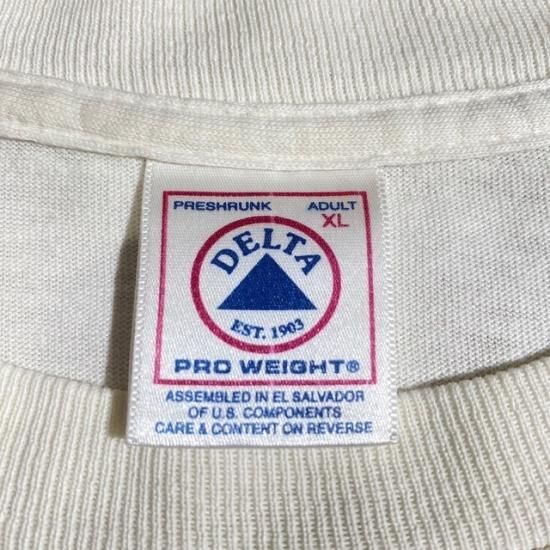 PRESHRUNK ADULT
XL
DELTA
EST. 1903
PRO WEIGHT®
ASSEMBLED IN EL SALVADOR
OF U.S. COMPONENTS
CARE & CONTENT ON REVERSE